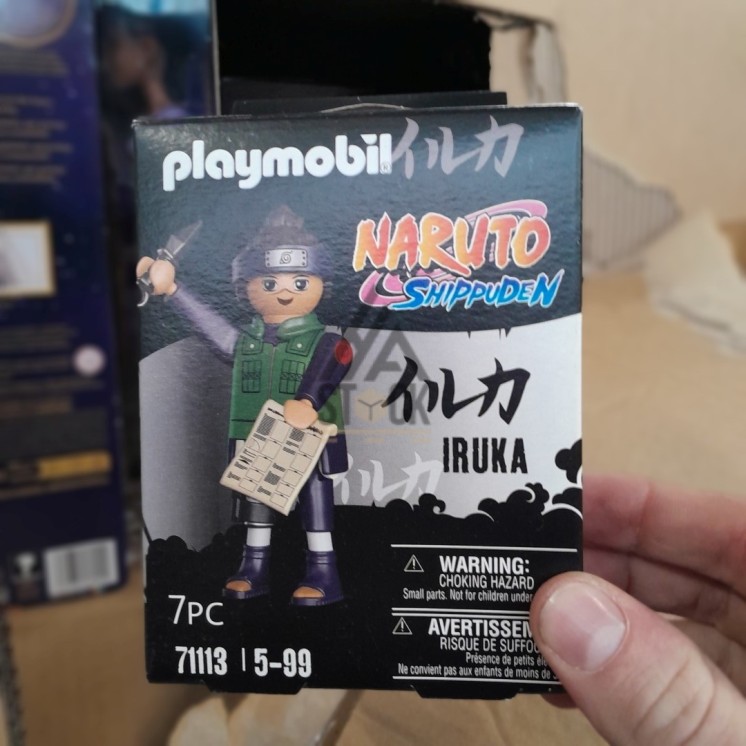 playmobil®
イルカ
NARUTO
SHIPPUDEN
イルカ
IRUKA
イルカ
7PC
71113 | 5-99
WARNING:
CHOKING HAZARD
Small parts. Not for children under
AVERTISSEM
RISQUE DE SUFFOC
Présence de petits élé
Ne convient pas aux enfants de moins de
YA
STOCK